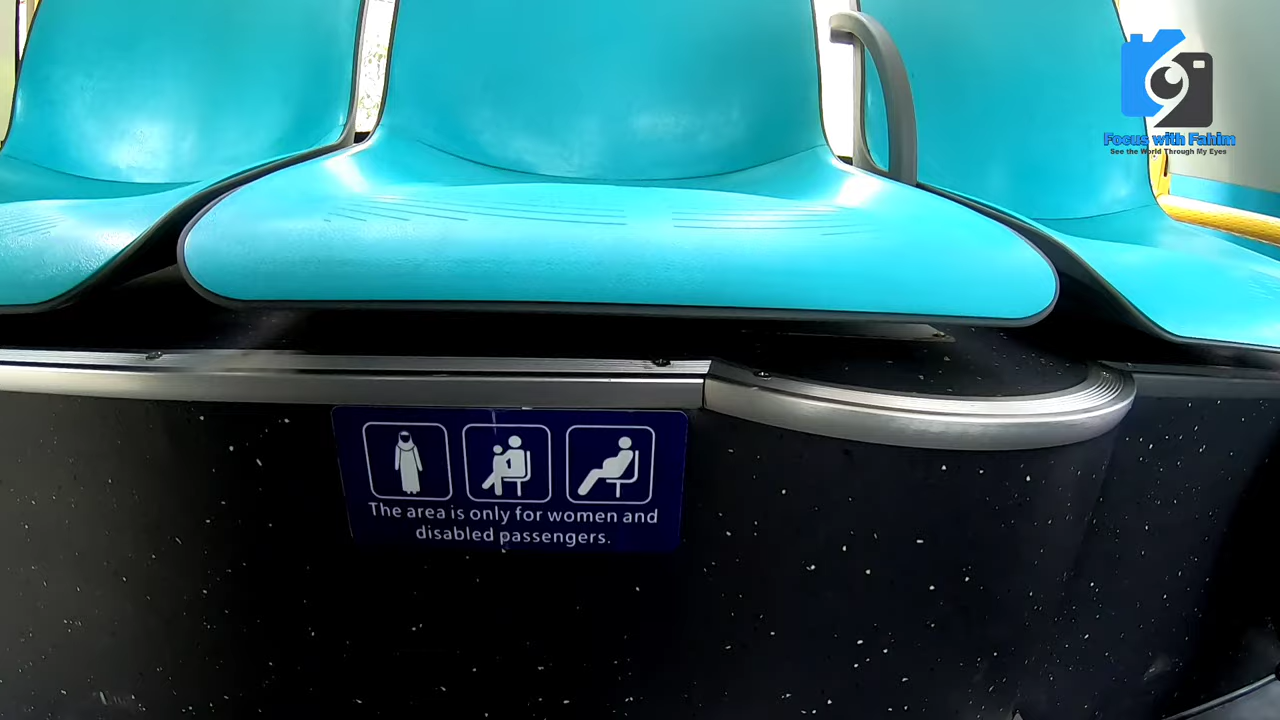 Focus with Fahim
See the World Through My Eyes
The area is only for women and
disabled passengers.